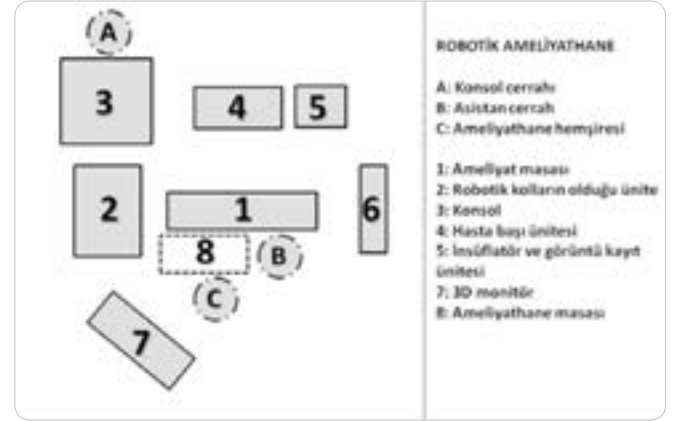 A
3
4
5
2
1
6
8
B
C
7
ROBOTİK AMELİYATHANE
A: Konsol cerrahı
B: Asistan cerrah
C: Ameliyathane hemşiresi
1: Ameliyat masası
2: Robotik kolların olduğu ünite
3: Konsol
4: Hasta başı ünitesi
5: İnsüflatör ve görüntü kayıt
ünitesi
7: 3D monitör
8: Ameliyathane masası